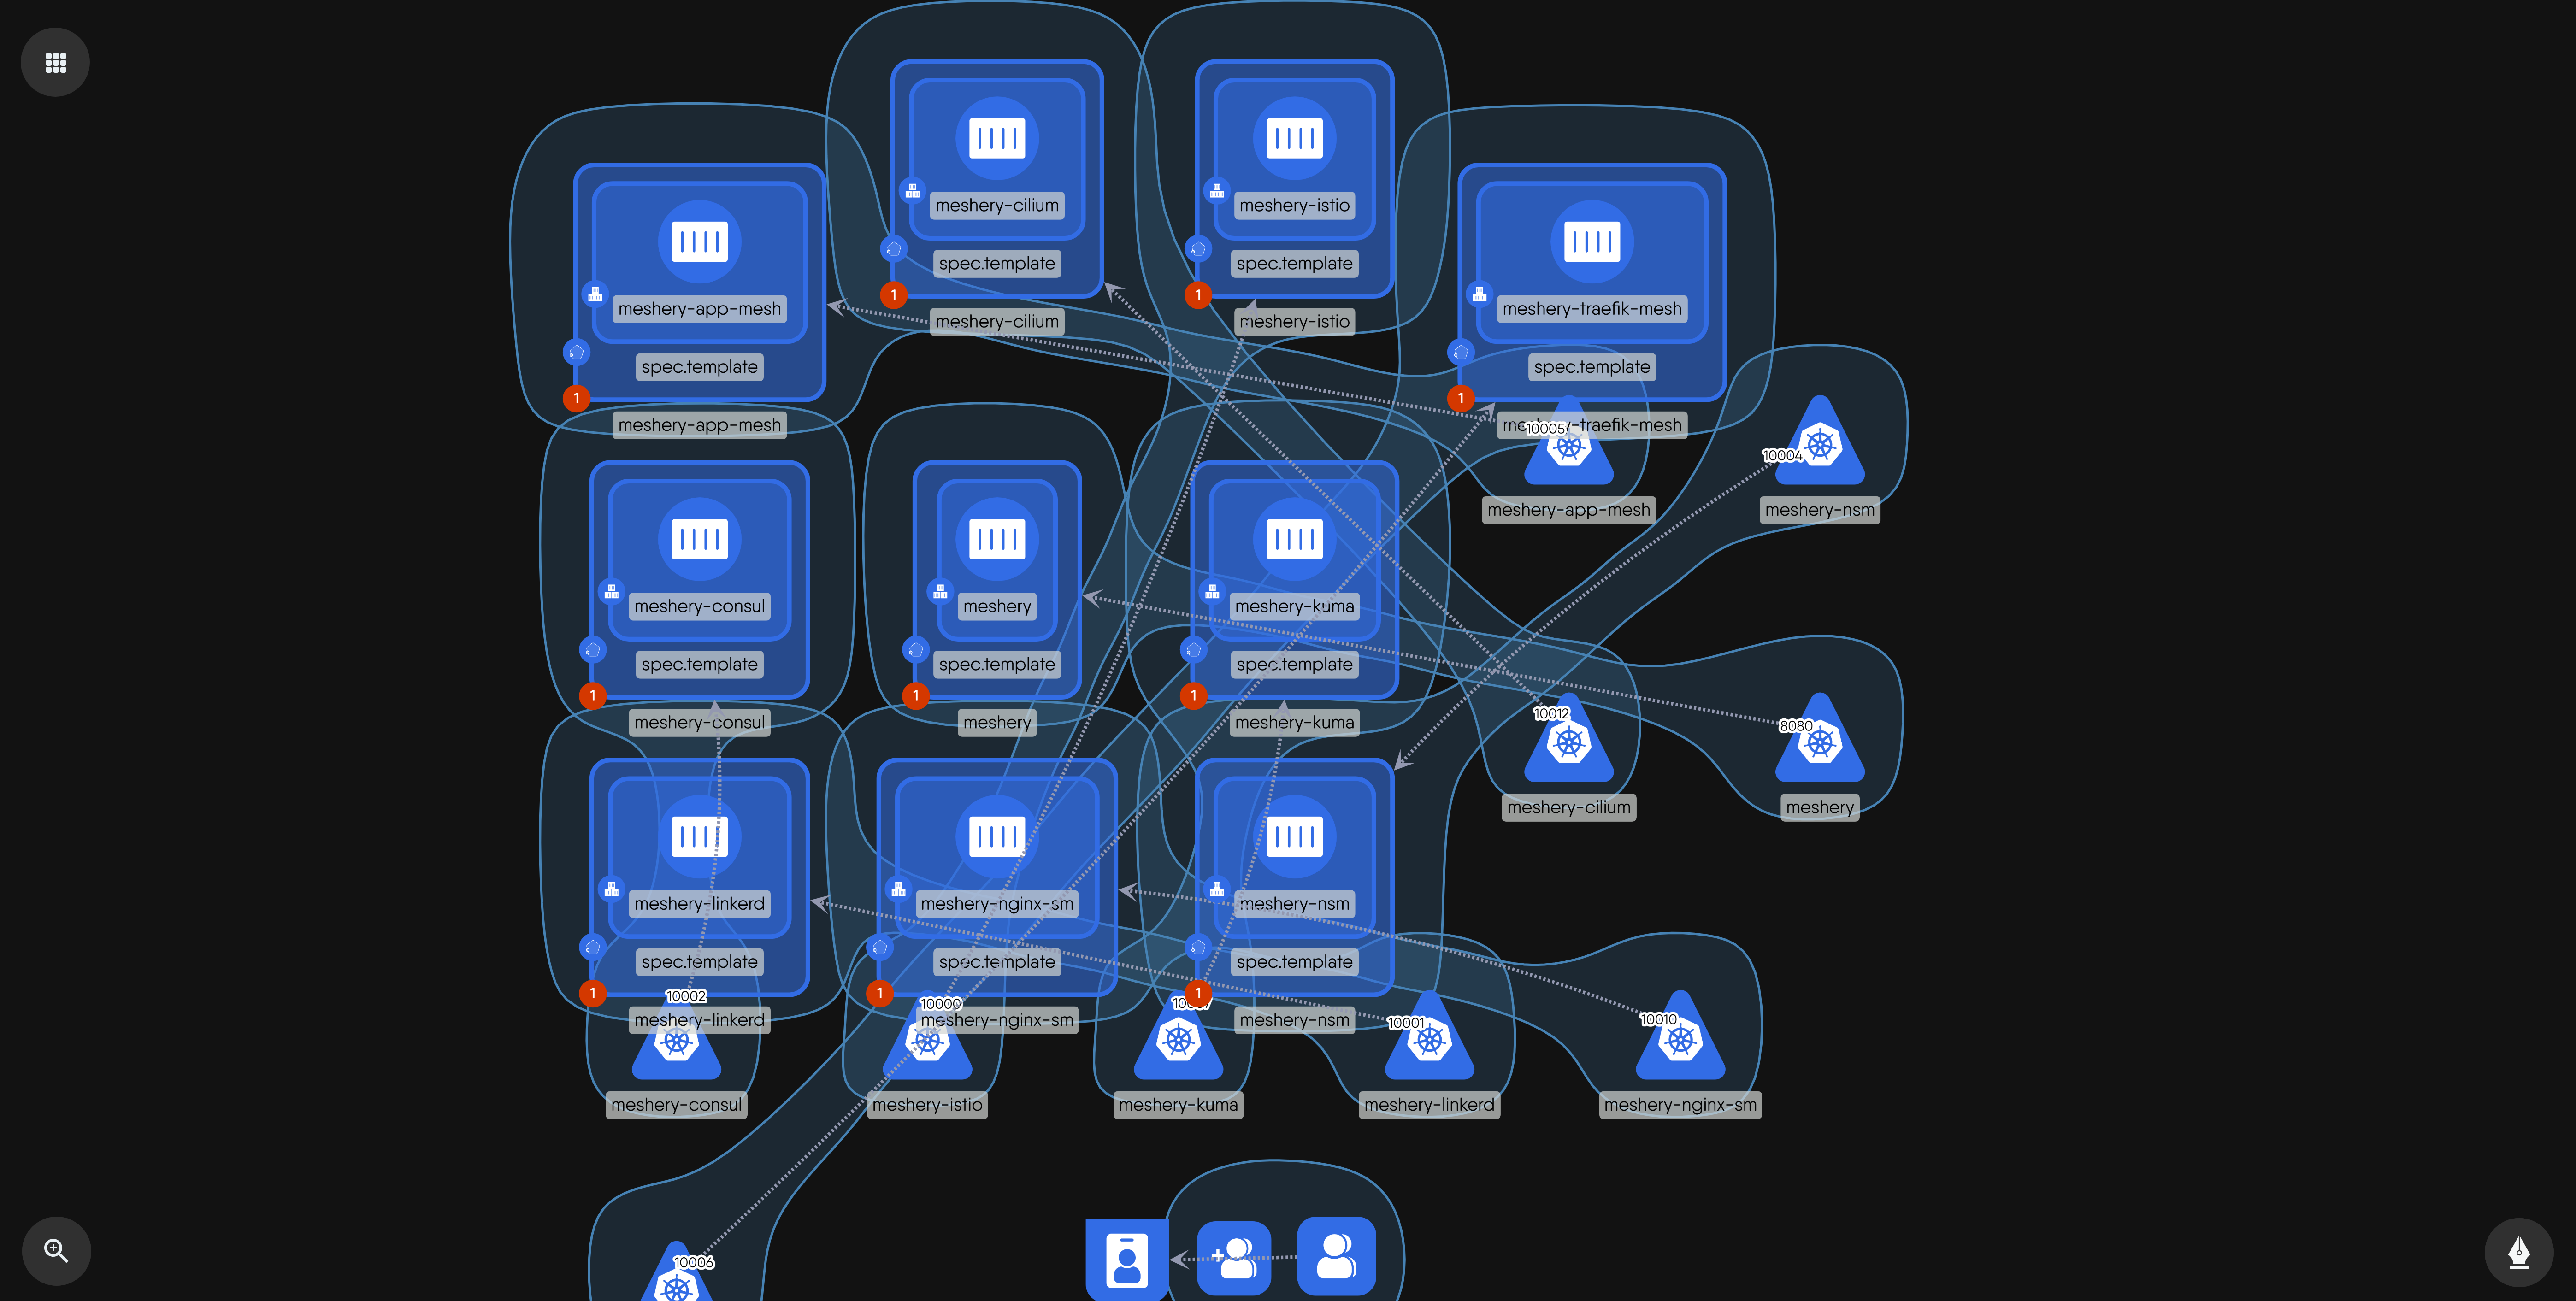 meshery-cilium
spec.template
1
meshery-cilium
meshery-istio
spec.template
1
meshery-istio
meshery-app-mesh
spec.template
1
meshery-app-mesh
meshery-traefik-mesh
spec.template
1
10005
meshery-app-mesh
10004
meshery-nsm
meshery-consul
spec.template
1
meshery-consul
meshery
spec.template
1
meshery
meshery-kuma
spec.template
1
meshery-kuma
10012
meshery-cilium
8080
meshery
meshery-linkerd
spec.template
1
10002
meshery-linkerd
meshery-consul
meshery-nginx-sm
spec.template
1
10000
meshery-nginx-sm
meshery-istio
meshery-nsm
spec.template
1
meshery-nsm
meshery-kuma
10001
meshery-linkerd
10010
meshery-nginx-sm
10006